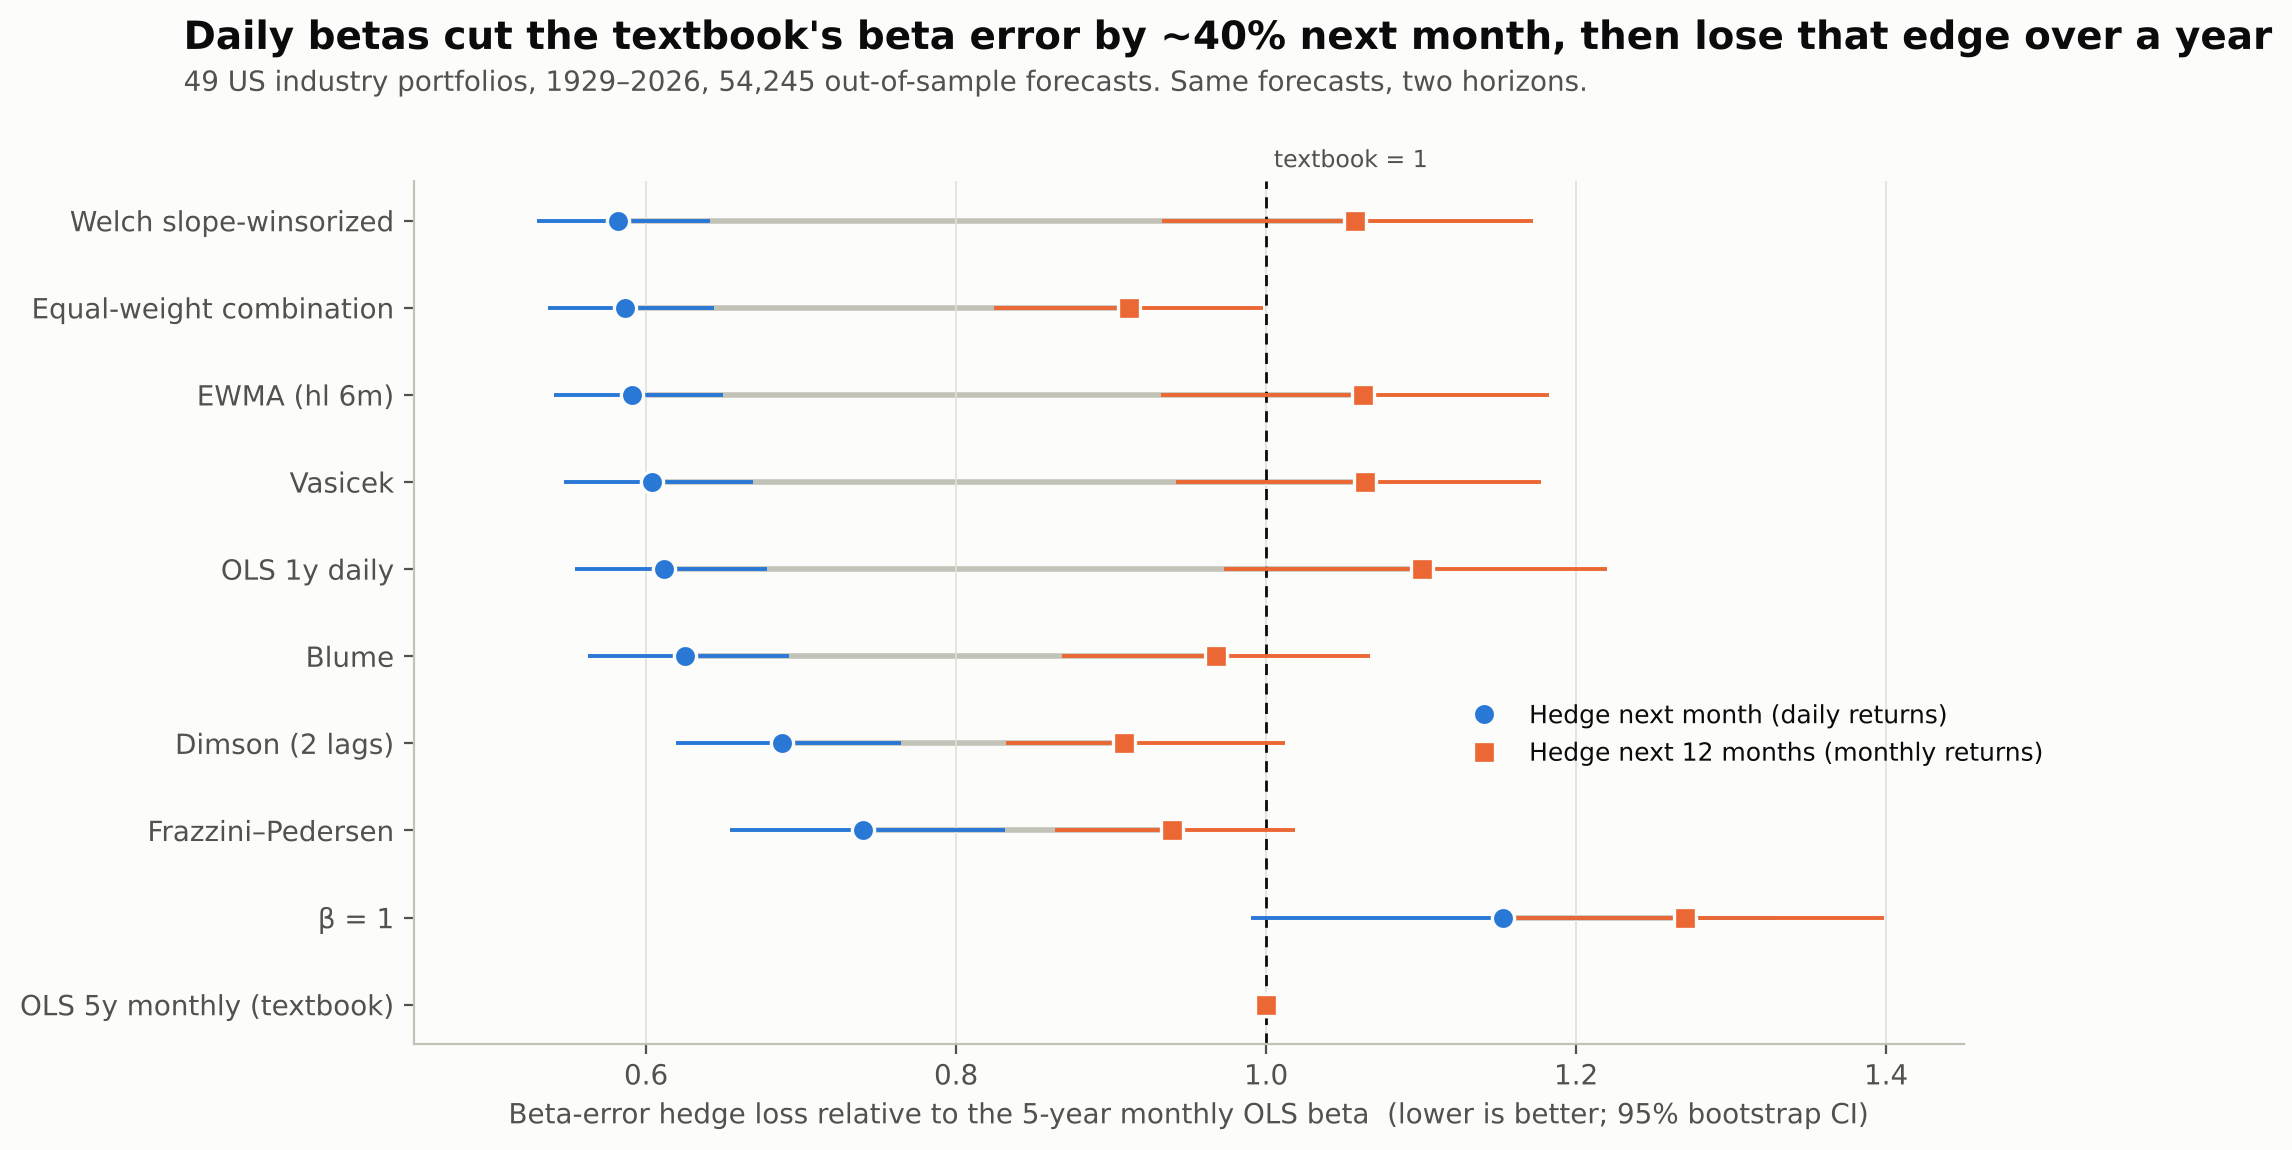 Daily betas cut the textbook's beta error by ~40% next month, then lose that edge over a year
49 US industry portfolios, 1929–2026, 54,245 out-of-sample forecasts. Same forecasts, two horizons.
textbook = 1
Welch slope-winsorized
Equal-weight combination
EWMA (hl 6m)
Vasicek
OLS 1y daily
Blume
Dimson (2 lags)
Frazzini–Pedersen
β = 1
OLS 5y monthly (textbook)
Hedge next month (daily returns)
Hedge next 12 months (monthly returns)
0.6 0.8 1.0 1.2 1.4
Beta-error hedge loss relative to the 5-year monthly OLS beta (lower is better; 95% bootstrap CI)